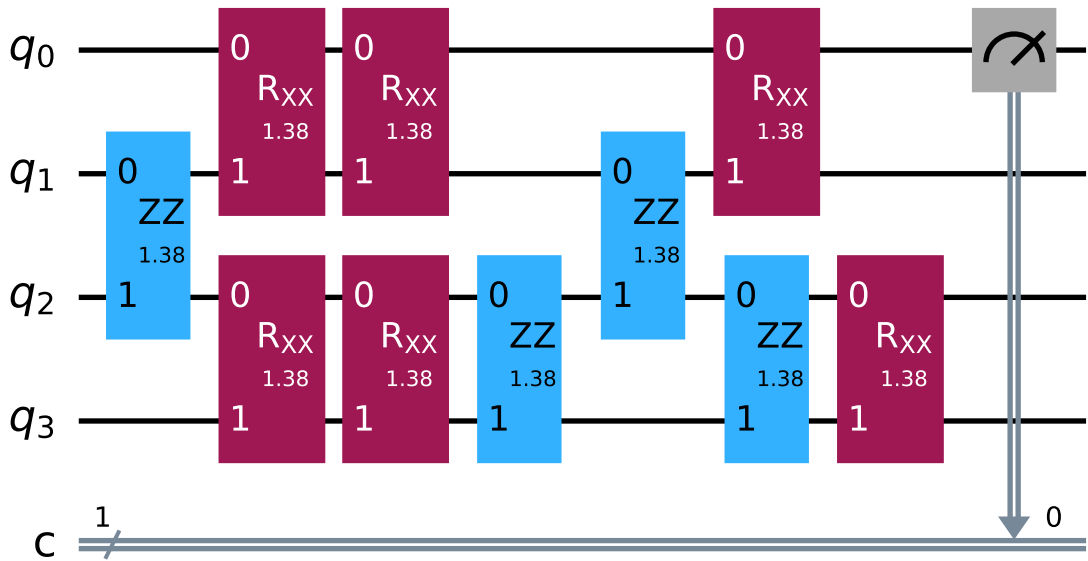 q0
0 0 0
RXX RXX RXX
1.38 1.38 1.38
q1
0 1 1 0 1
ZZ ZZ
1.38 1.38
q2
1 0 0 0 1 0 0
RXX RXX ZZ ZZ RXX
1.38 1.38 1.38 1.38 1.38
q3
1 1 1 1 1
1 0
c